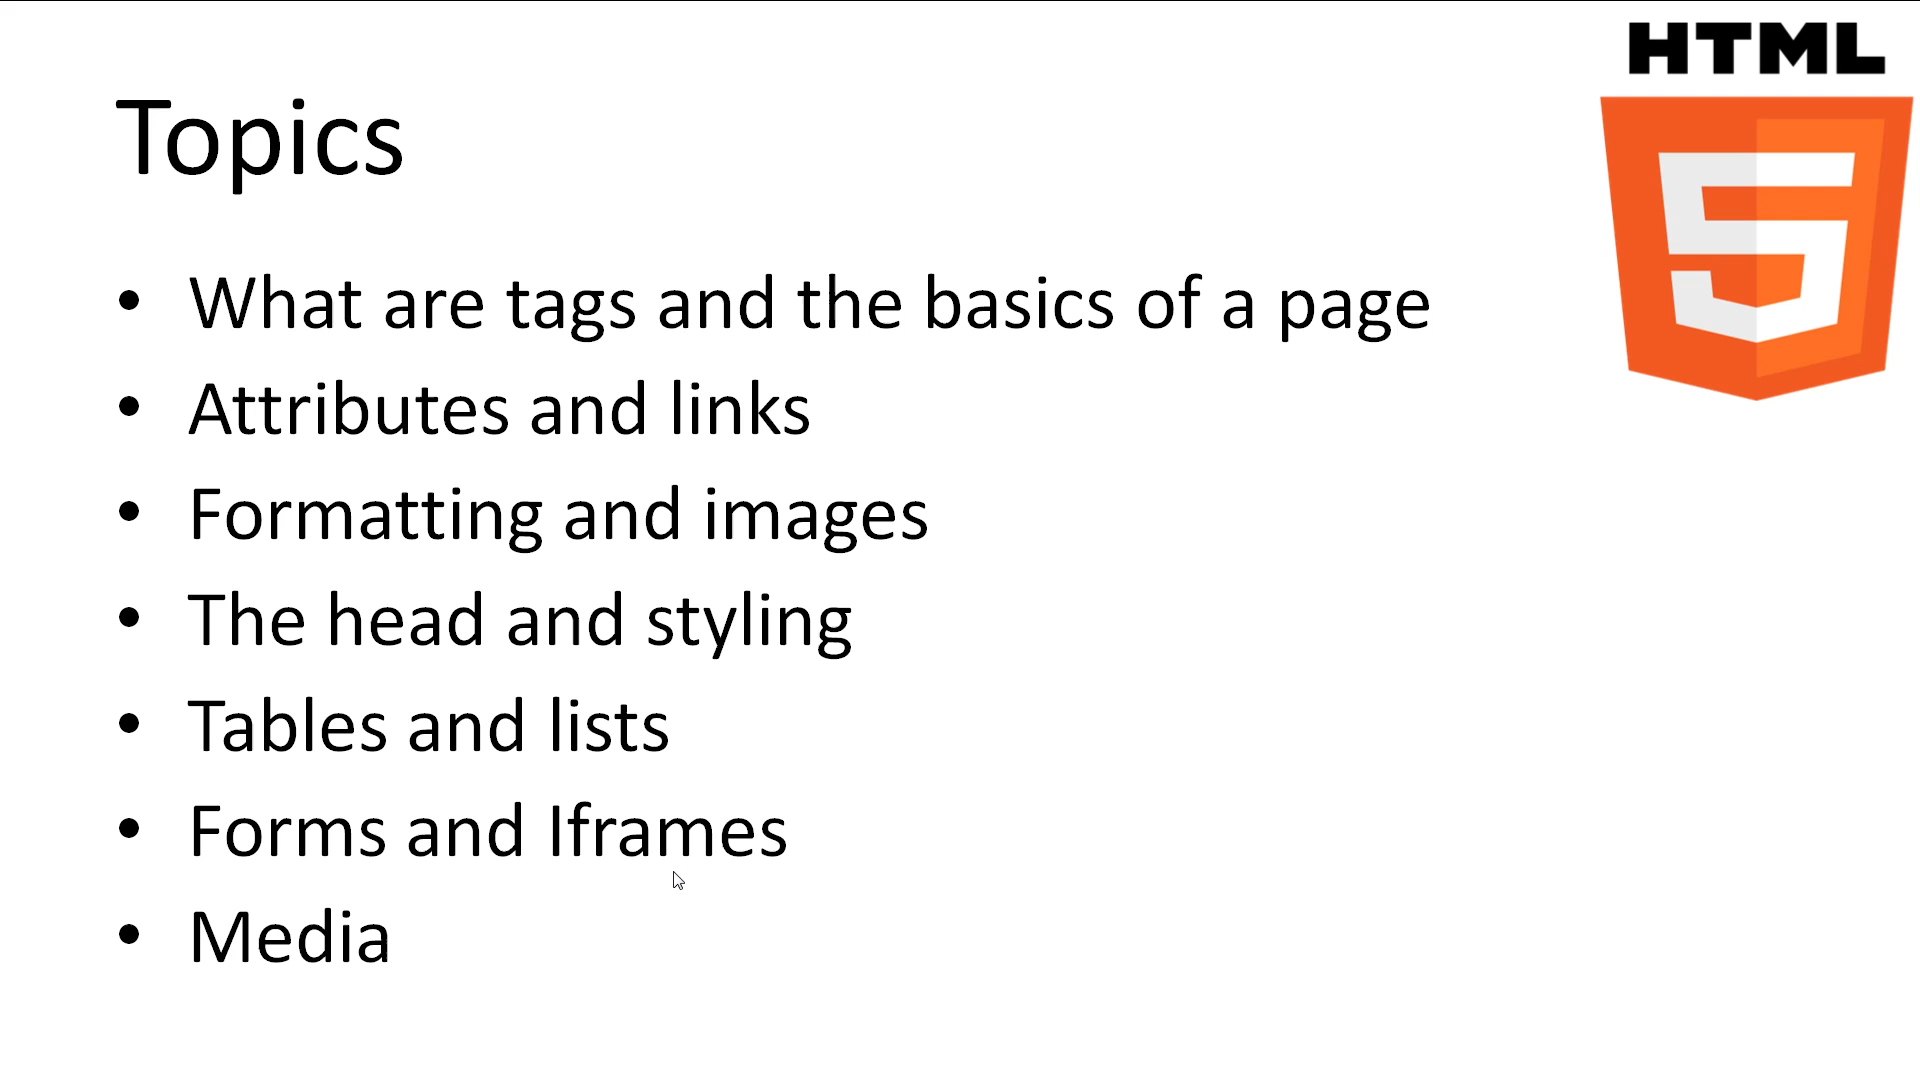 HTML
5
Topics
• What are tags and the basics of a page
• Attributes and links
• Formatting and images
• The head and styling
• Tables and lists
• Forms and Iframes
• Media